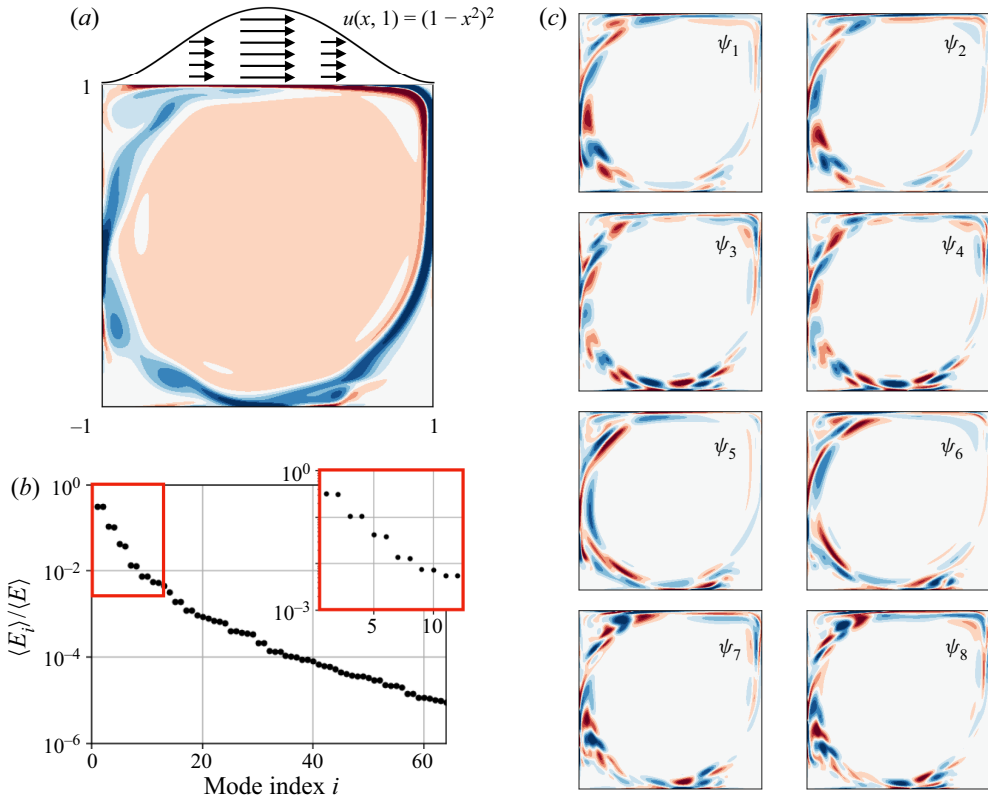 (a)
u(x, 1) = (1 – x²)²
1
–1
1
(b)
10⁰
10⁻²
10⁻⁴
10⁻⁶
⟨Eᵢ⟩/⟨E⟩
0
20
40
60
Mode index i
10⁰
10⁻³
5
10
(c)
ψ₁
ψ₂
ψ₃
ψ₄
ψ₅
ψ₆
ψ₇
ψ₈